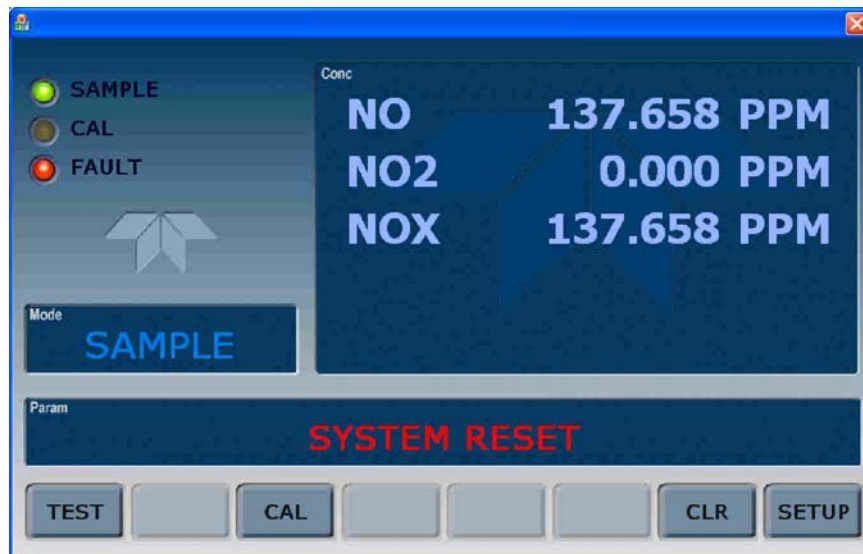 SAMPLE
CAL
FAULT
Conc
NO 137.658 PPM
NO2 0.000 PPM
NOX 137.658 PPM
Mode
SAMPLE
Param
SYSTEM RESET
TEST CAL CLR SETUP